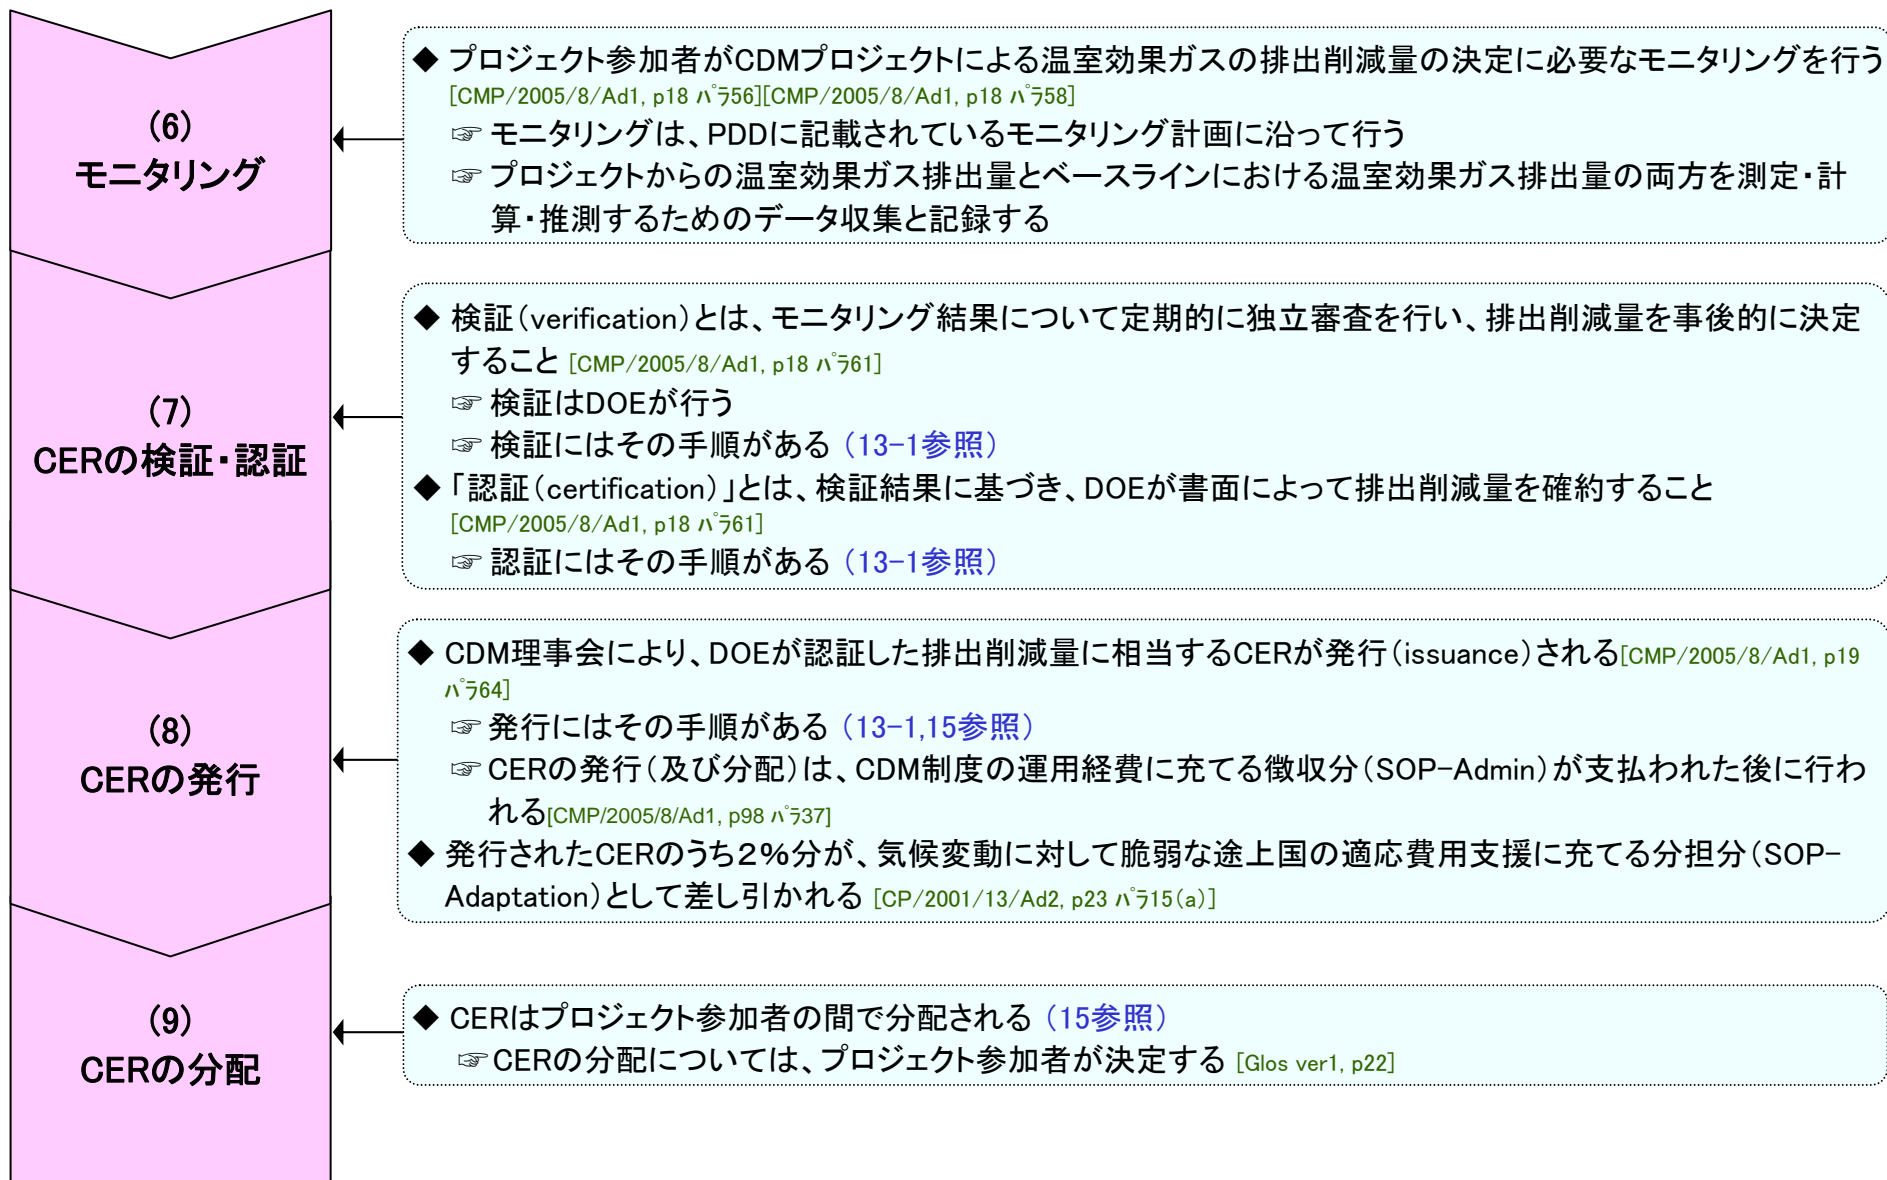 (6)
モニタリング
◆ プロジェクト参加者がCDMプロジェクトによる温室効果ガスの排出削減量の決定に必要なモニタリングを行う
[CMP/2005/8/Ad1, p18 ﾊﾟﾗ56][CMP/2005/8/Ad1, p18 ﾊﾟﾗ58]
☞ モニタリングは、PDDに記載されているモニタリング計画に沿って行う
☞ プロジェクトからの温室効果ガス排出量とベースラインにおける温室効果ガス排出量の両方を測定・計
算・推測するためのデータ収集と記録する
(7)
CERの検証・認証
◆ 検証（verification）とは、モニタリング結果について定期的に独立審査を行い、排出削減量を事後的に決定
すること [CMP/2005/8/Ad1, p18 ﾊﾟﾗ61]
☞ 検証はDOEが行う
☞ 検証にはその手順がある （13-1参照）
◆ 「認証（certification）」とは、検証結果に基づき、DOEが書面によって排出削減量を確約すること
[CMP/2005/8/Ad1, p18 ﾊﾟﾗ61]
☞ 認証にはその手順がある （13-1参照）
(8)
CERの発行
◆ CDM理事会により、DOEが認証した排出削減量に相当するCERが発行（issuance）される[CMP/2005/8/Ad1, p19
ﾊﾟﾗ64]
☞ 発行にはその手順がある （13-1,15参照）
☞ CERの発行（及び分配）は、CDM制度の運用経費に充てる徴収分（SOP-Admin）が支払われた後に行わ
れる[CMP/2005/8/Ad1, p98 ﾊﾟﾗ37]
◆ 発行されたCERのうち２％分が、気候変動に対して脆弱な途上国の適応費用支援に充てる分担分（SOP-
Adaptation）として差し引かれる [CP/2001/13/Ad2, p23 ﾊﾟﾗ15(a)]
(9)
CERの分配
◆ CERはプロジェクト参加者の間で分配される （15参照）
☞ CERの分配については、プロジェクト参加者が決定する [Glos ver1, p22]